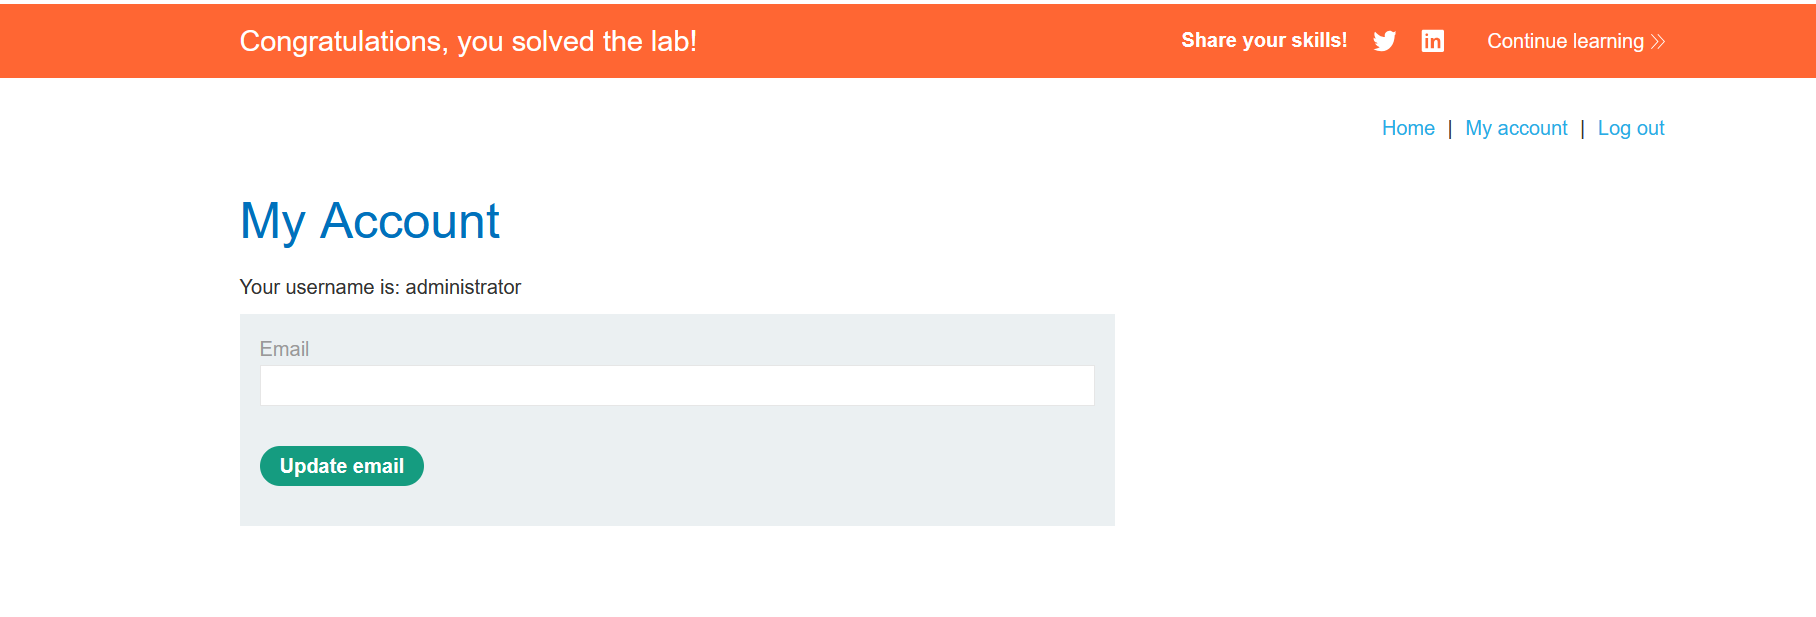 Congratulations, you solved the lab!
Share your skills!
Continue learning
Home | My account | Log out
My Account
Your username is: administrator
Email
Update email